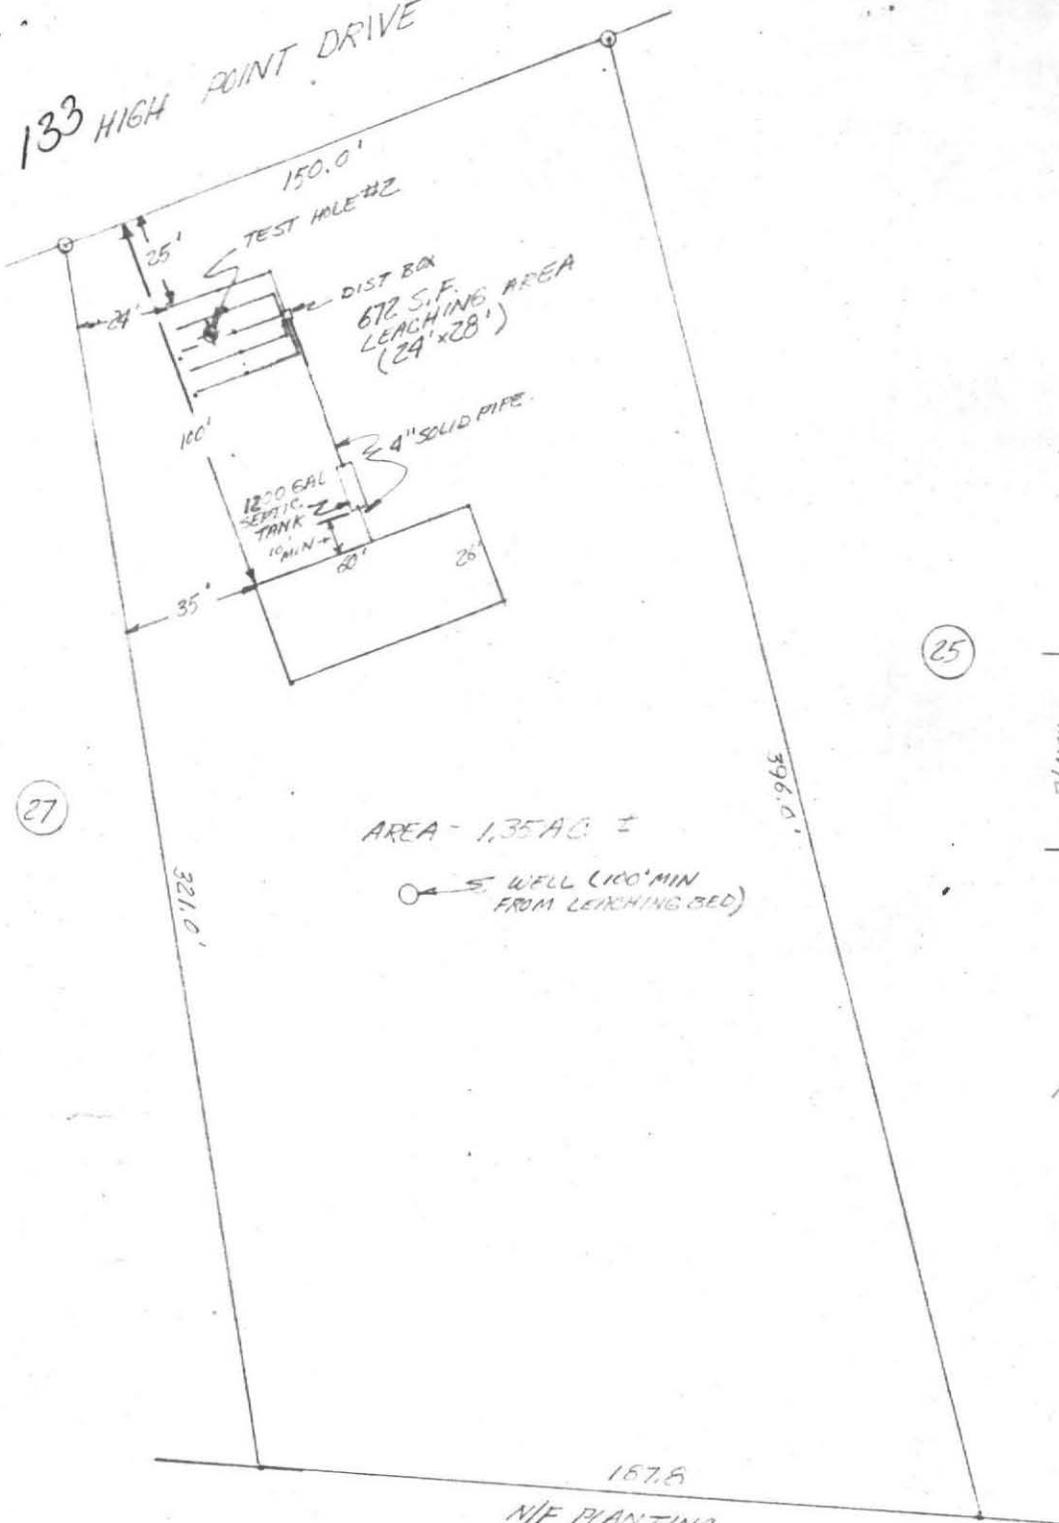 133 HIGH POINT DRIVE
150.0'
25'
TEST HOLE #2
24'
DIST BOX
672 S.F.
LEACHING AREA
(24'x28')
100'
4" SOLID PIPE
1200 GAL
SEPTIC
TANK
10'
MIN
60'
26'
35'
25
27
396.0'
AREA - 1.35 AC ±
WELL (100' MIN
FROM LEACHING BED)
321.0'
187.8
N/F PLANTING